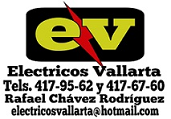 ev
Electricos Vallarta
Tels. 417-95-62 y 417-67-60
Rafael Chávez Rodríguez
electricosvallarta@hotmail.com